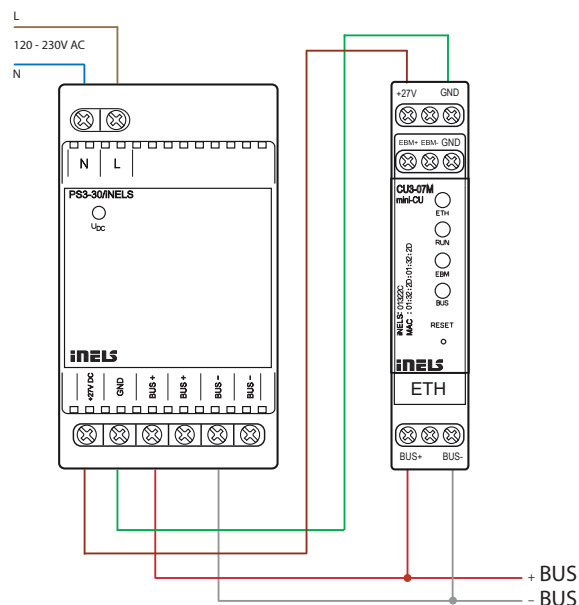 L
120 - 230V AC
N
N L
PS3-30/iNELS
UDC
iNELS
+27V DC
GND
BUS +
BUS +
BUS -
BUS -
+27V GND
EBM+ EBM- GND
CU3-07M
mini-CU
ETH
RUN
EBM
BUS
iNELS: 01322C
MAC : 01:32:2D:01:32:2D
RESET
iNELS
ETH
BUS+ BUS-
+ BUS
- BUS